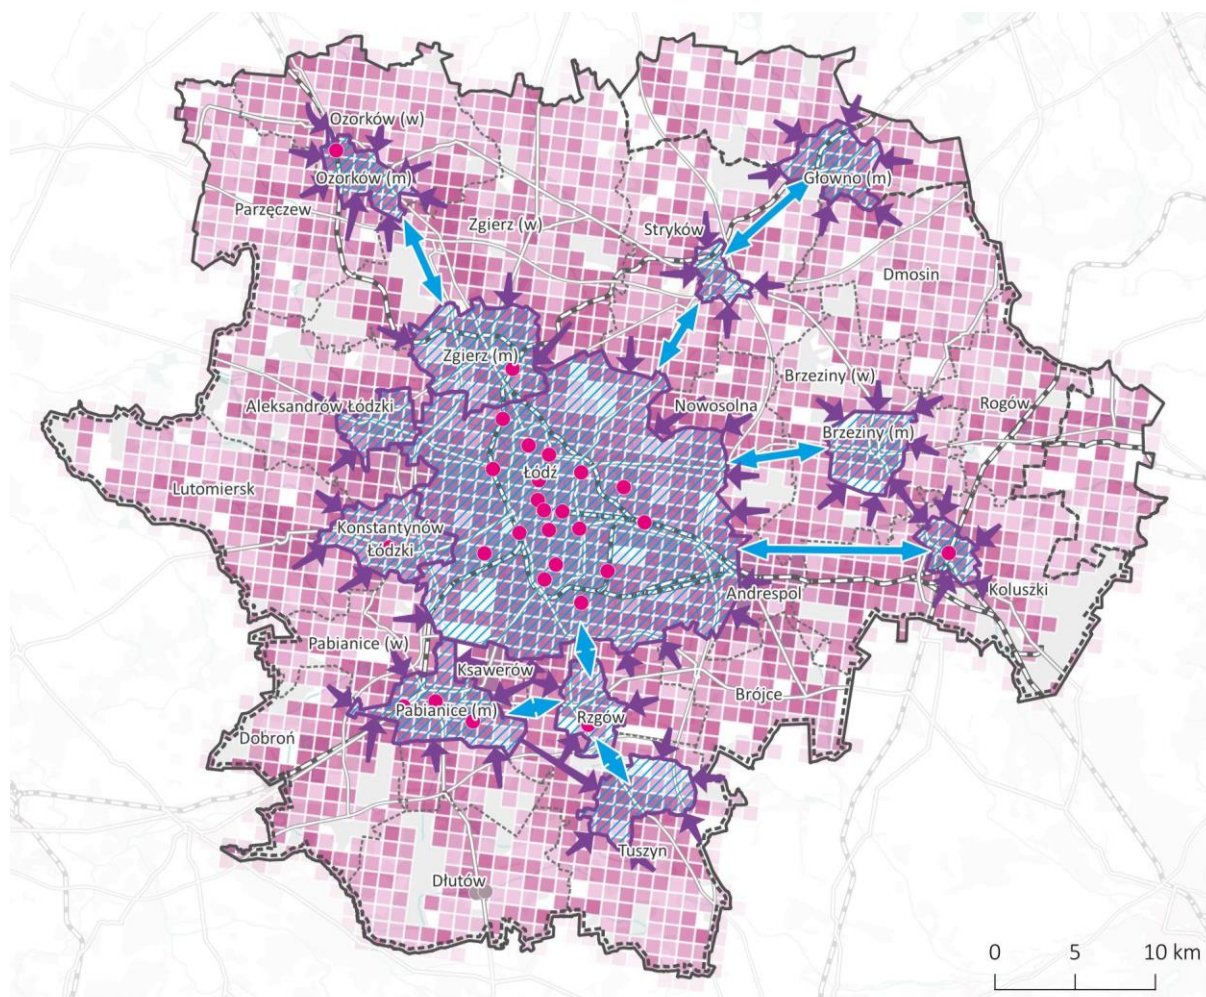 Ozorków (w)
Ozorków (m)
Głowno (m)
Parzęczew
Zgierz (w)
Stryków
Dmosin
Zgierz (m)
Brzeziny (w)
Aleksandrów Łódzki
Nowosolna
Rogów
Brzeziny (m)
Łódź
Lutomiersk
Konstantynów
Łódzki
Andrespol
Koluszki
Pabianice (w)
Ksawerów
Brójce
Pabianice (m)
Rzgów
Dobroń
Tuszyn
Dłutów
0 5 10 km